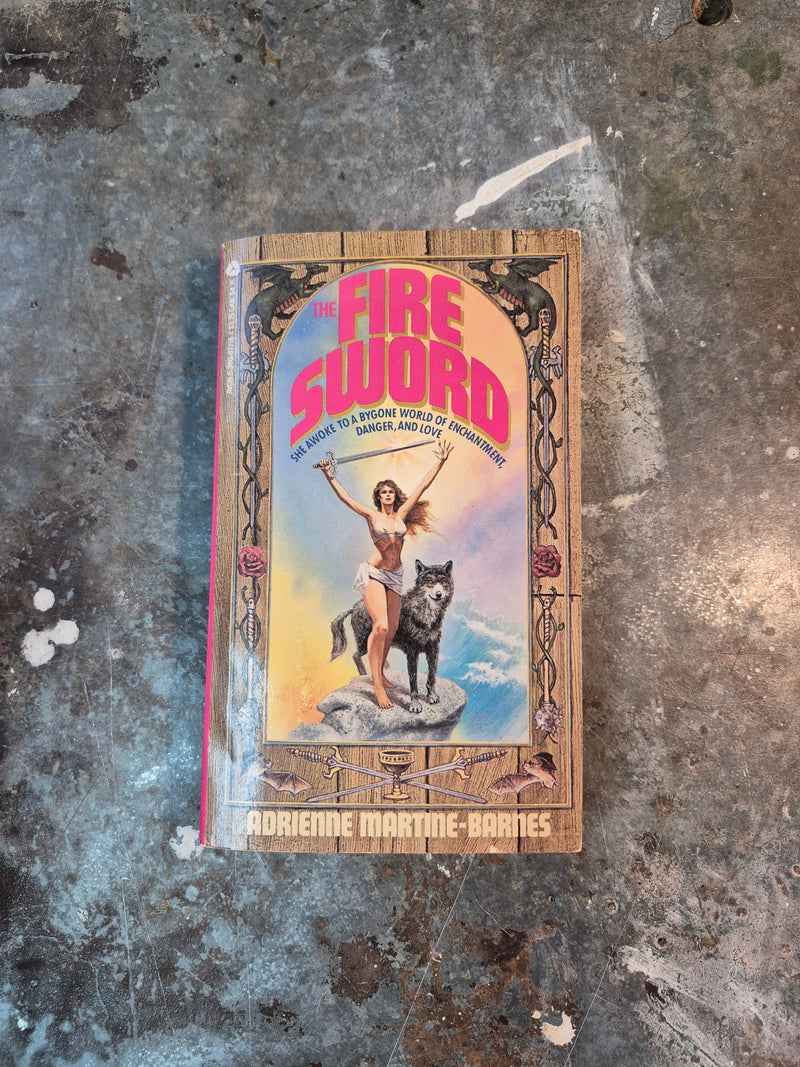 THE
FIRE
SWORD
SHE AWOKE TO A BYGONE WORLD OF ENCHANTMENT,
DANGER, AND LOVE
ADRIENNE MARTINE-BARNES